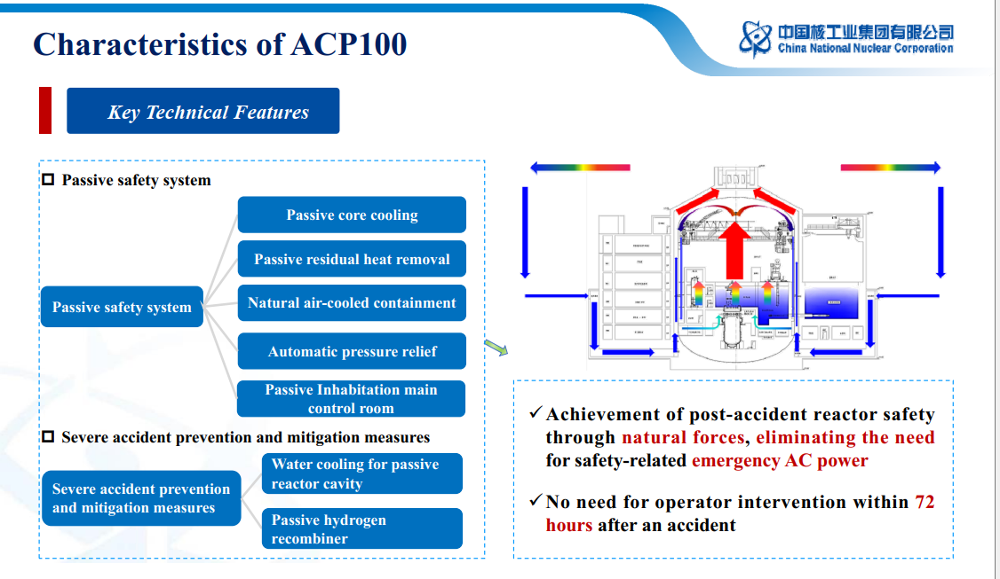 Characteristics of ACP100
中国核工业集团有限公司
China National Nuclear Corporation
Key Technical Features
Passive safety system
Passive safety system
Passive core cooling
Passive residual heat removal
Natural air-cooled containment
Automatic pressure relief
Passive Inhabitation main
control room
Severe accident prevention and mitigation measures
Severe accident prevention
and mitigation measures
Water cooling for passive
reactor cavity
Passive hydrogen
recombiner
Achievement of post-accident reactor safety
through natural forces, eliminating the need
for safety-related emergency AC power
No need for operator intervention within 72
hours after an accident